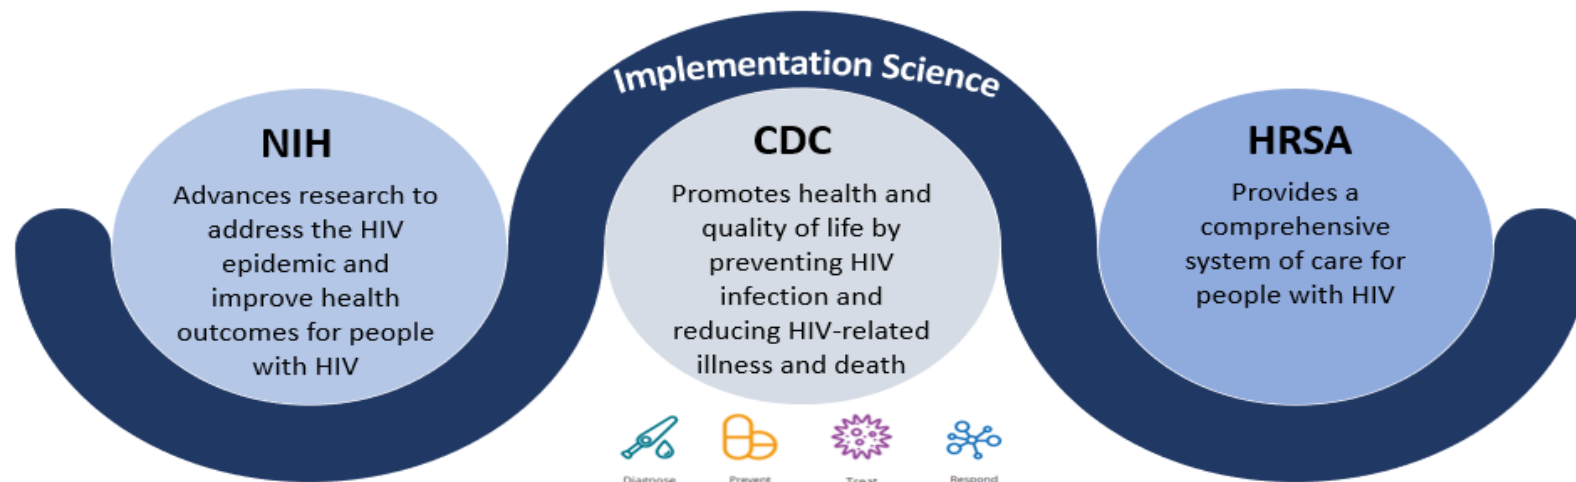 Implementation Science
NIH
Advances research to
address the HIV
epidemic and
improve health
outcomes for people
with HIV
CDC
Promotes health and
quality of life by
preventing HIV
infection and
reducing HIV-related
illness and death
HRSA
Provides a
comprehensive
system of care for
people with HIV
Diagnose
Prevent
Treat
Respond